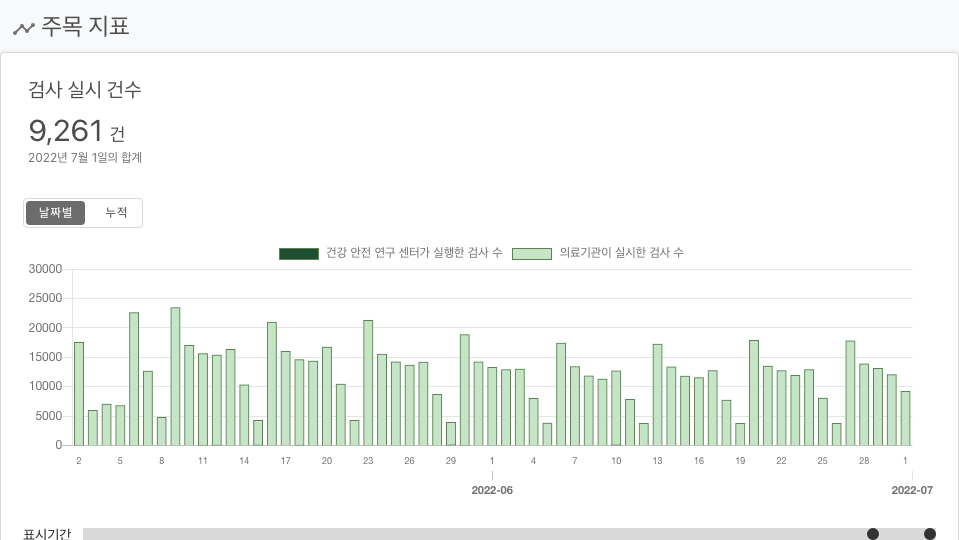 주목 지표
검사 실시 건수
9,261 건
2022년 7월 1일의 합계
날짜별 누적
건강 안전 연구 센터가 실행한 검사 수 의료기관이 실시한 검사 수
30000
25000
20000
15000
10000
5000
0
2 5 8 11 14 17 20 23 26 29 1 4 7 10 13 16 19 22 25 28 1
2022-06 2022-07
표시기간